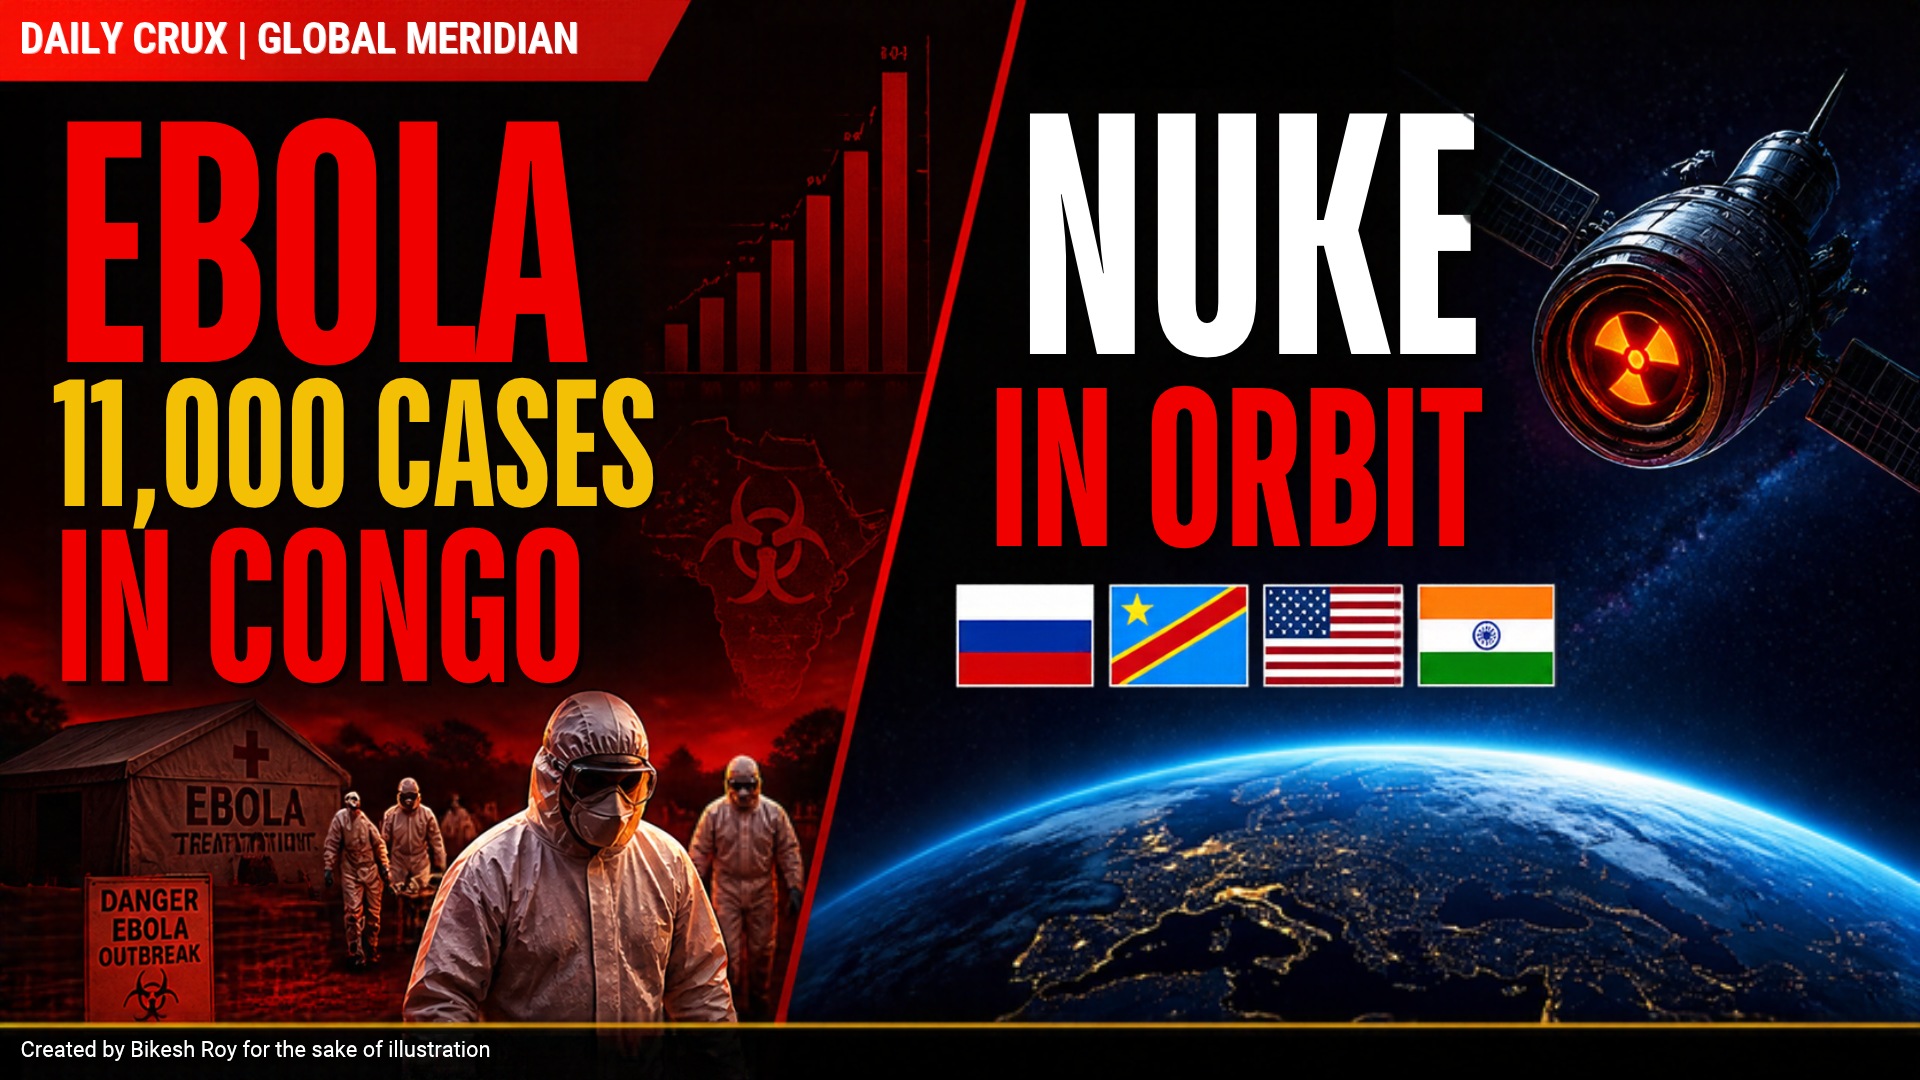 DAILY CRUX | GLOBAL MERIDIAN
EBOLA
11,000 CASES
IN CONGO
NUKE
IN ORBIT
EBOLA
DANGER
EBOLA
OUTBREAK
Created by Bikesh Roy for the sake of illustration